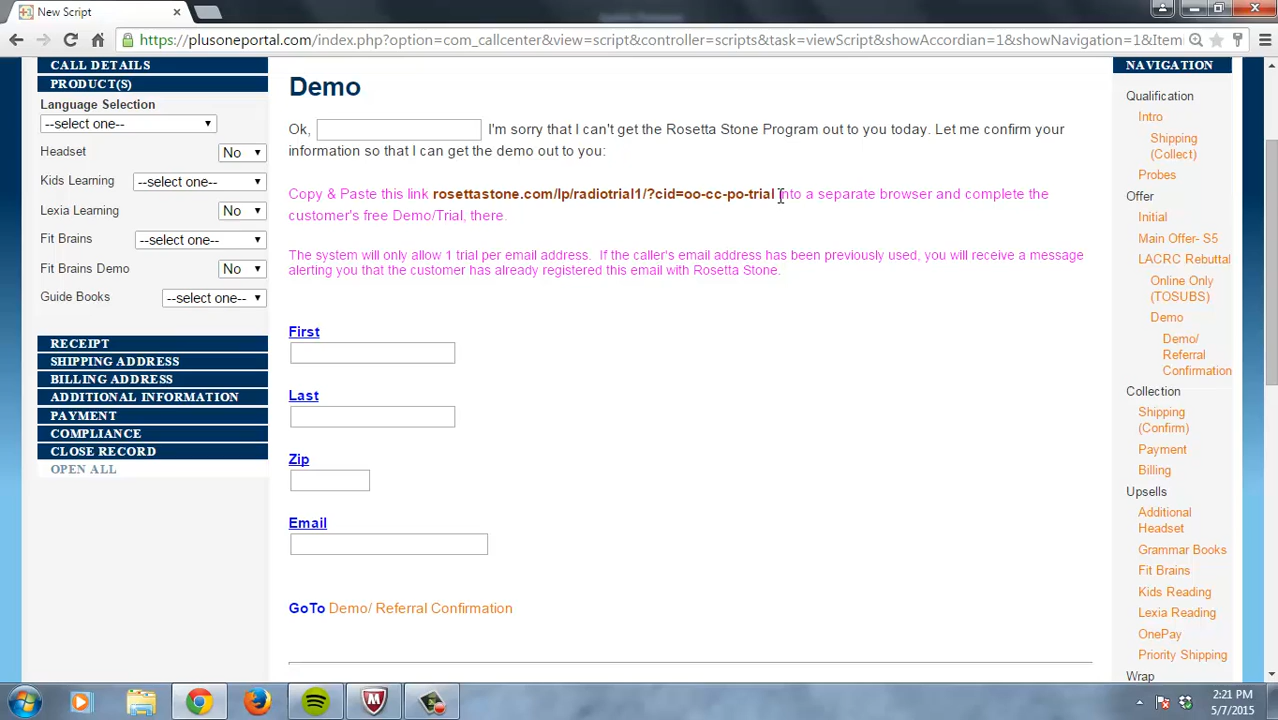 New Script
https://plusoneportal.com/index.php?option=com_callcenter&view=script&controller=scripts&task=viewScript&showAccordian=1&showNavigation=1&Item
CALL DETAILS
PRODUCT(S)
Language Selection
--select one--
Headset No
Kids Learning --select one--
Lexia Learning No
Fit Brains --select one--
Fit Brains Demo No
Guide Books --select one--
RECEIPT
SHIPPING ADDRESS
BILLING ADDRESS
ADDITIONAL INFORMATION
PAYMENT
COMPLIANCE
CLOSE RECORD
OPEN ALL
Demo
Ok, I'm sorry that I can't get the Rosetta Stone Program out to you today. Let me confirm your
information so that I can get the demo out to you:
Copy & Paste this link rosettastone.com/lp/radiotrial1/?cid=oo-cc-po-trial into a separate browser and complete the
customer's free Demo/Trial, there.
The system will only allow 1 trial per email address. If the caller's email address has been previously used, you will receive a message
alerting you that the customer has already registered this email with Rosetta Stone.
First
Last
Zip
Email
GoTo Demo/ Referral Confirmation
NAVIGATION
Qualification
Intro
Shipping
(Collect)
Probes
Offer
Initial
Main Offer- S5
LACRC Rebuttal
Online Only
(TOSUBS)
Demo
Demo/
Referral
Confirmation
Collection
Shipping
(Confirm)
Payment
Billing
Upsells
Additional
Headset
Grammar Books
Fit Brains
Kids Reading
Lexia Reading
OnePay
Priority Shipping
Wrap
2:21 PM
5/7/2015